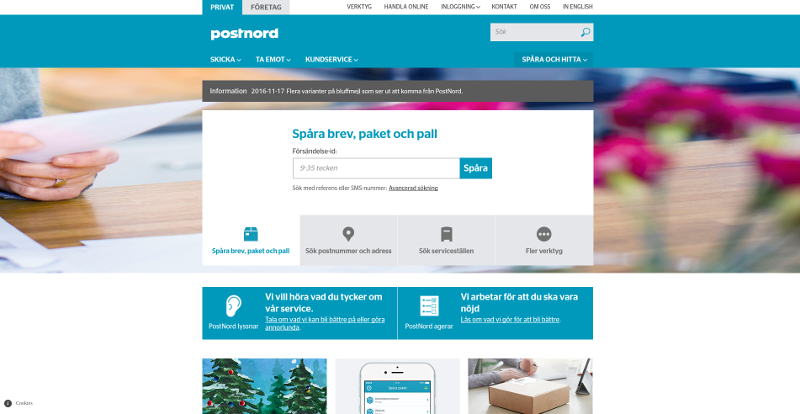 PRIVAT FÖRETAG VERKTYG HANDLA ONLINE INLOGGNING KONTAKT OM OSS IN ENGLISH
postnord
Sök
SKICKA TA EMOT KUNDSERVICE SPÅRA OCH HITTA
Information 2016-11-17 Flera varianter på bluffmejl som ser ut att komma från PostNord.
Spåra brev, paket och pall
Försändelse-id:
9-35 tecken
Spåra
Sök med referens eller SMS-nummer: Avancerad sökning
Spåra brev, paket och pall
Sök postnummer och adress
Sök serviceställen
Fler verktyg
PostNord lyssnar
Vi vill höra vad du tycker om
vår service.
Tala om vad vi kan bli bättre på eller göra
annorlunda.
PostNord agerar
Vi arbetar för att du ska vara
nöjd
Läs om vad vi gör för att bli bättre.
Cookies